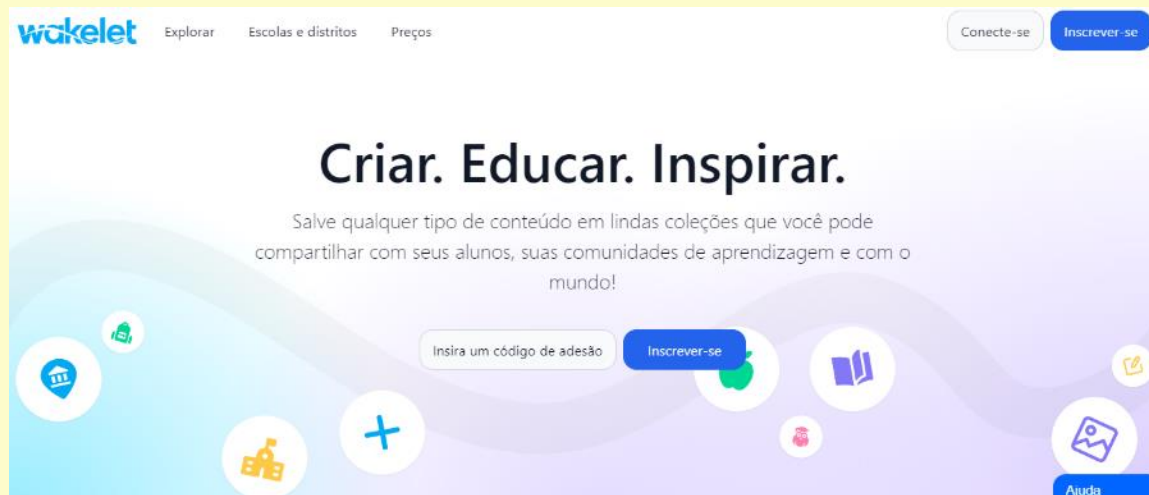 wakelet Explorar Escolas e distritos Preços Conecte-se Inscrever-se
Criar. Educar. Inspirar.
Salve qualquer tipo de conteúdo em lindas coleções que você pode
compartilhar com seus alunos, suas comunidades de aprendizagem e com o
mundo!
Insira um código de adesão Inscrever-se
Ajuda